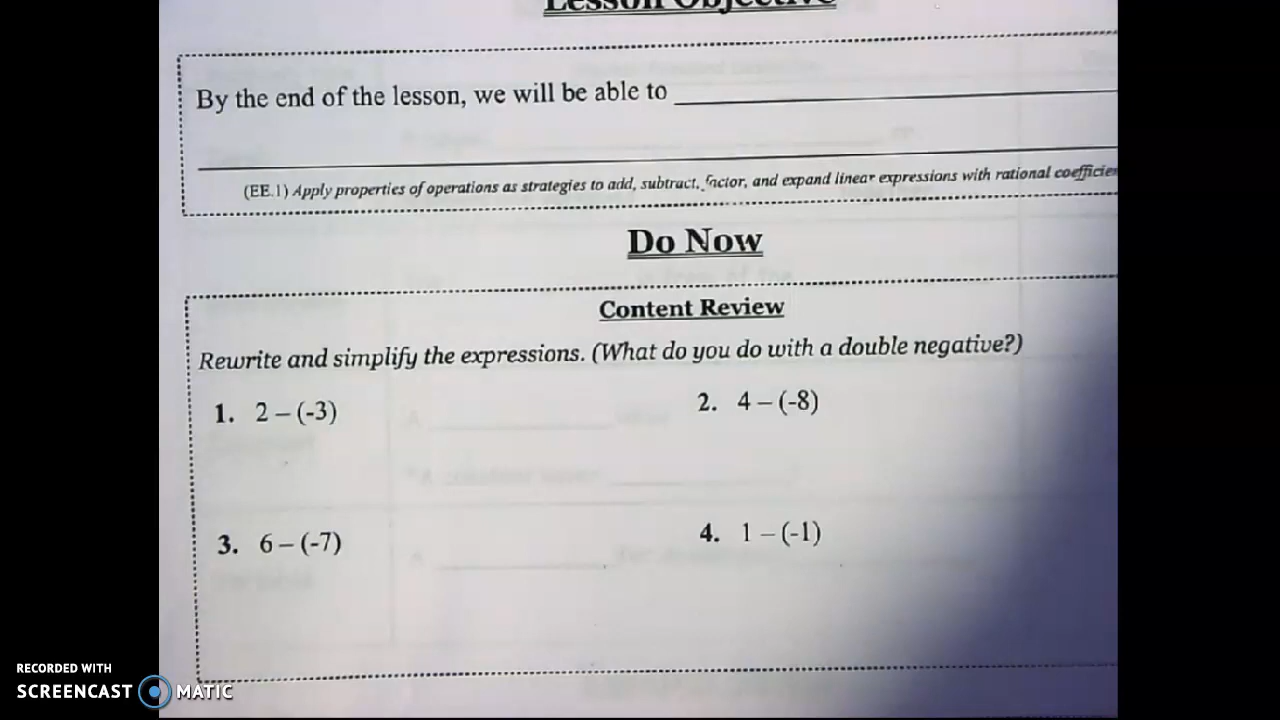 Lesson Objective
By the end of the lesson, we will be able to
(EE.1) Apply properties of operations as strategies to add, subtract, factor, and expand linear expressions with rational
Do Now
Content Review
Rewrite and simplify the expressions. (What do you do with a double negative?)
1. 2 – (-3)
2. 4 – (-8)
3. 6 – (-7)
4. 1 – (-1)
RECORDED WITH
SCREENCAST MATIC